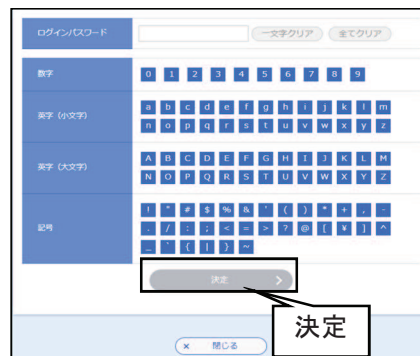 ログインパスワード 一文字クリア 全てクリア
数字 0 1 2 3 4 5 6 7 8 9
英字（小文字） a b c d e f g h i j k l m
n o p q r s t u v w x y z
英字（大文字） A B C D E F G H I J K L M
N O P Q R S T U V W X Y Z
記号 ! " # $ % & ' ( ) * + , -
. / : ; < = > ? @ [ ¥ ] ^
_ ` { | } ~
決定 >
決定
× 閉じる